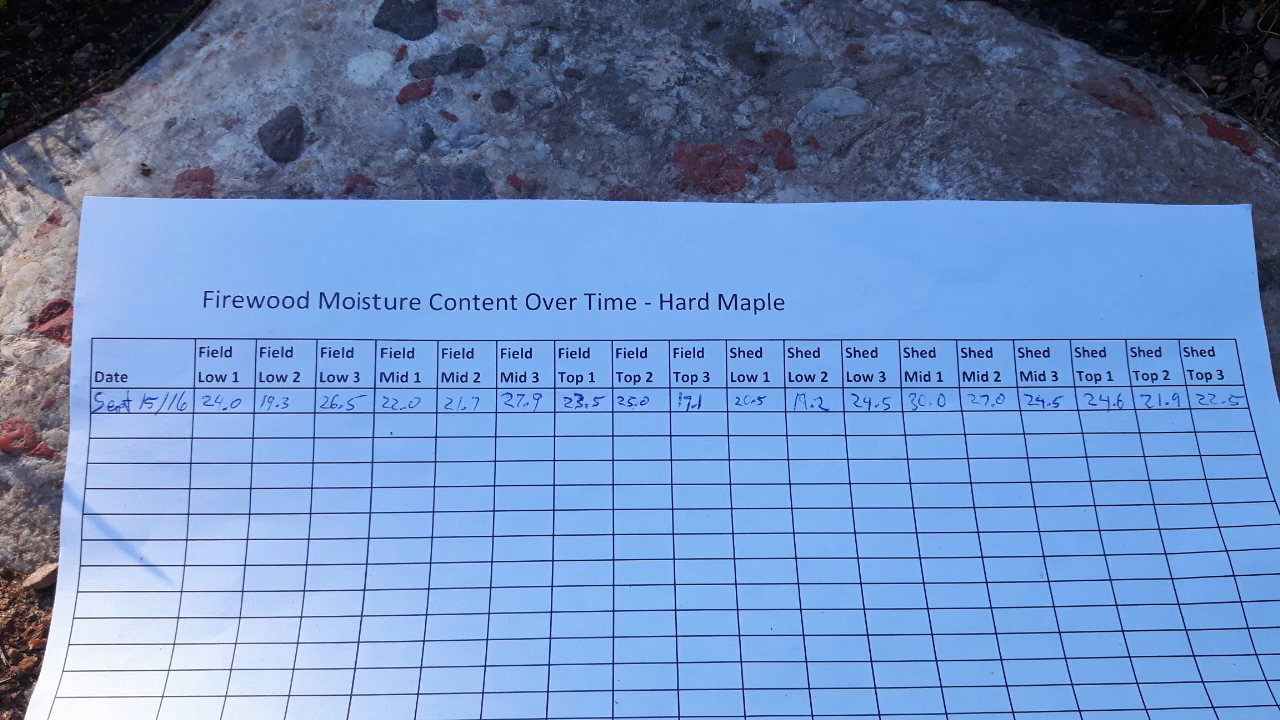 Firewood Moisture Content Over Time - Hard Maple
Date Field Low 1 Field Low 2 Field Low 3 Field Mid 1 Field Mid 2 Field Mid 3 Field Top 1 Field Top 2 Field Top 3 Shed Low 1 Shed Low 2 Shed Low 3 Shed Mid 1 Shed Mid 2 Shed Mid 3 Shed Top 1 Shed Top 2 Shed Top 3
Sept 15/16 24.0 19.3 26.5 22.0 21.7 27.9 23.5 25.0 17.1 20.5 24.5 30.0 27.0 24.5 24.6 21.9 22.5